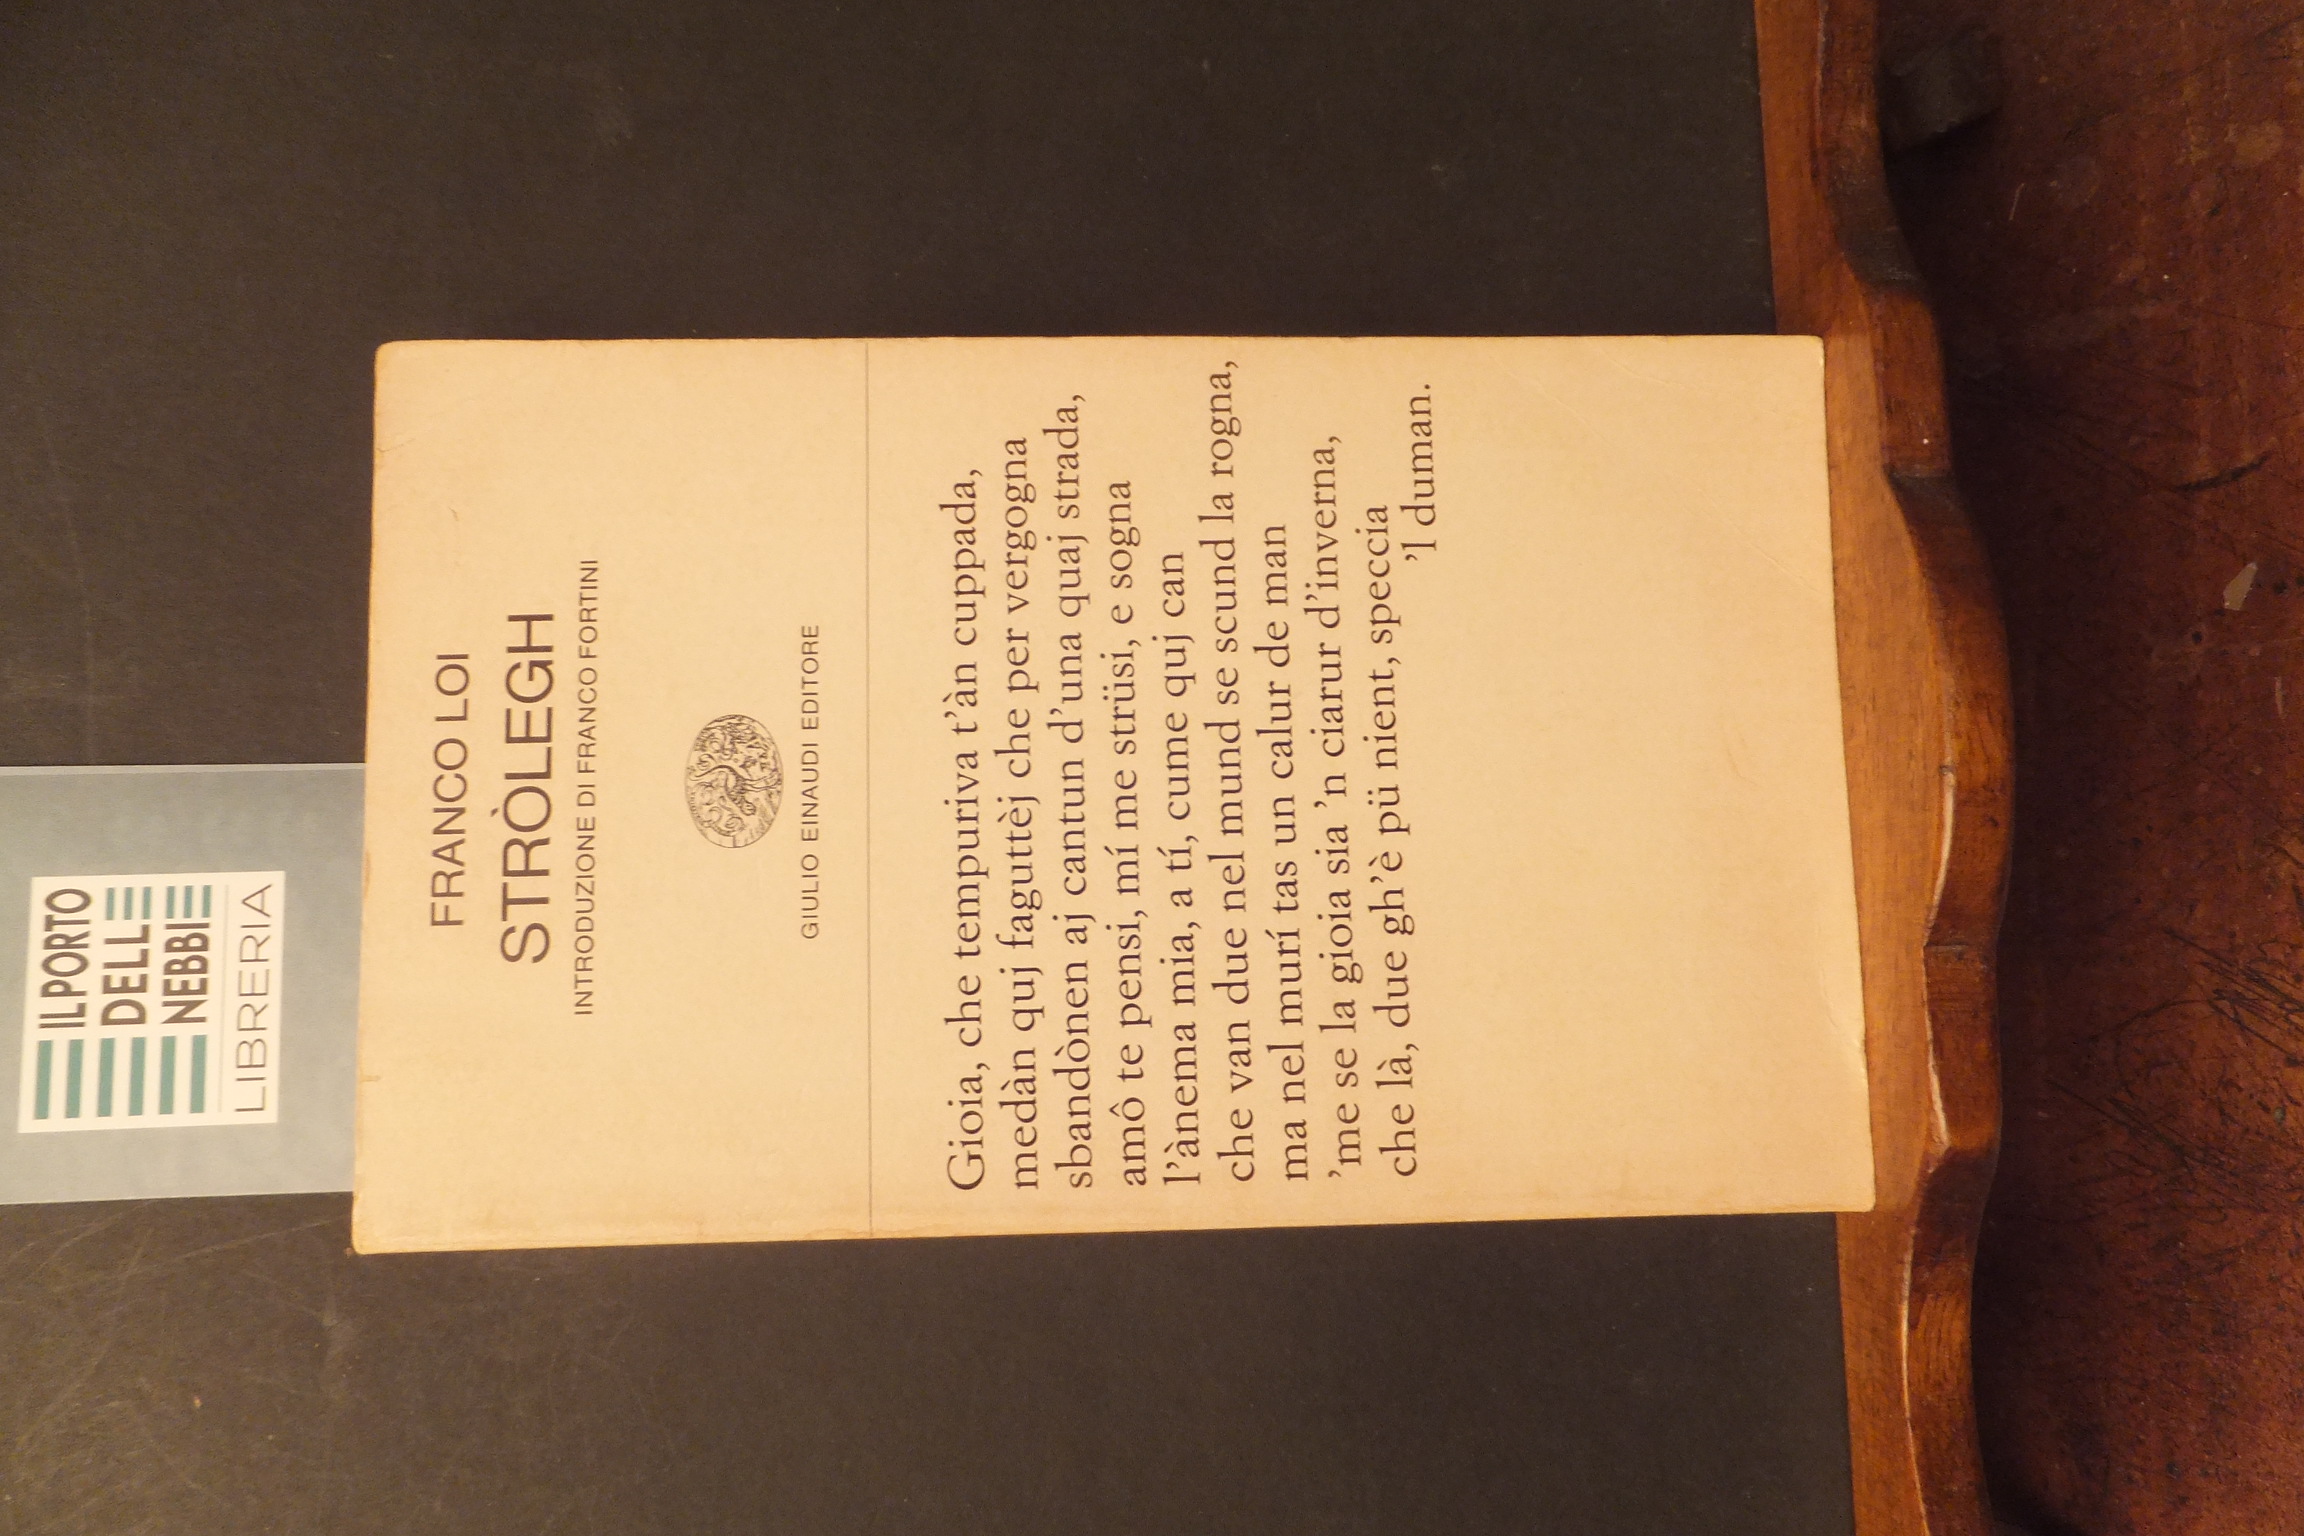 IL PORTO
DELLE
NEBBIE
LIBRERIA
FRANCO LOI
STRÒLEGH
INTRODUZIONE DI FRANCO FORTINI
GIULIO EINAUDI EDITORE
Gioia, che tempuriva t’àn cuppada,
medàn quj faguttèj che per vergogna
sbandònen aj cantun d’una quaj strada,
amô te pensi, mí me strüsi, e sogna
l’ànema mia, a tí, cume quj can
che van due nel mund se scund la rogna,
ma nel murí tas un calur de man
’me se la gioia sia ’n ciarur d’inverna,
che là, due gh’è pü nient, speccia
’l duman.